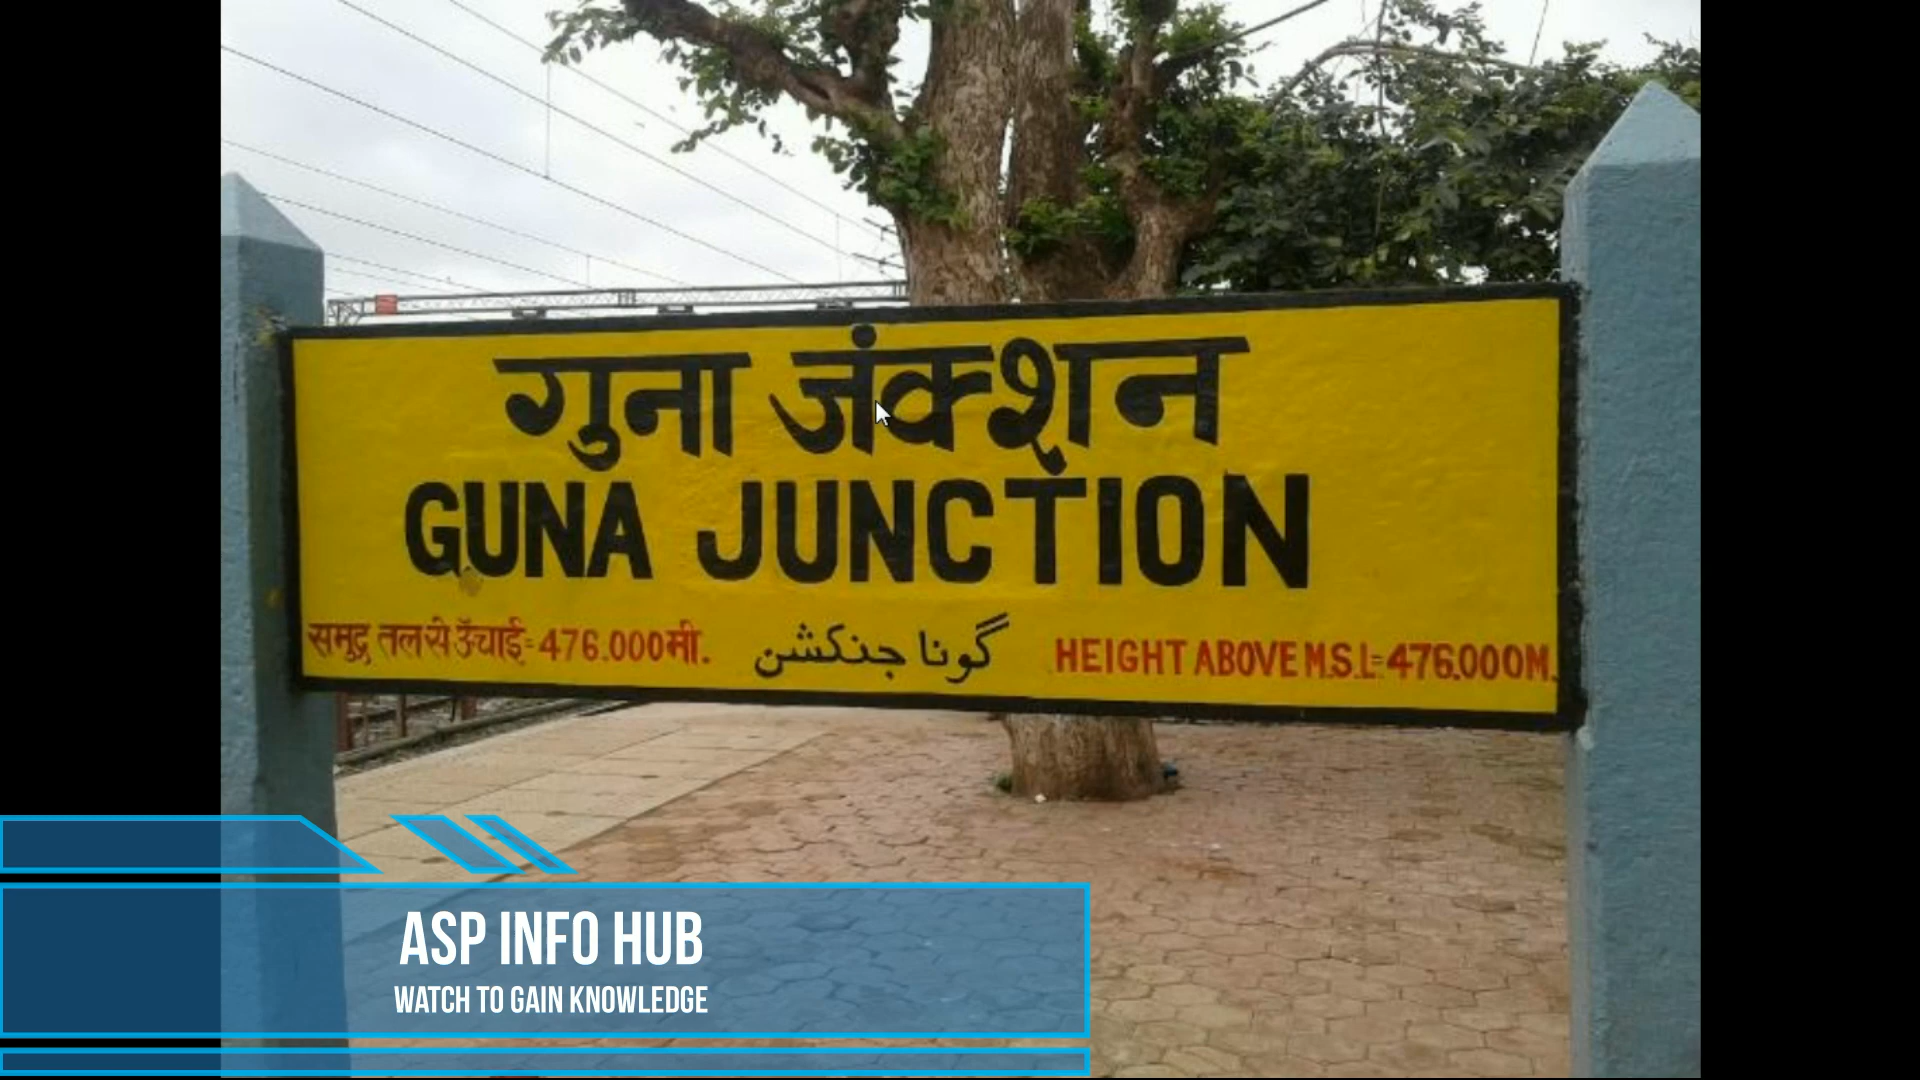 गुना जंक्शन
GUNA JUNCTION
समुद्र तल से ऊँचाई=476.000मी. گونا جنکشن HEIGHT ABOVE M.S.L=476.000M.
ASP INFO HUB
WATCH TO GAIN KNOWLEDGE